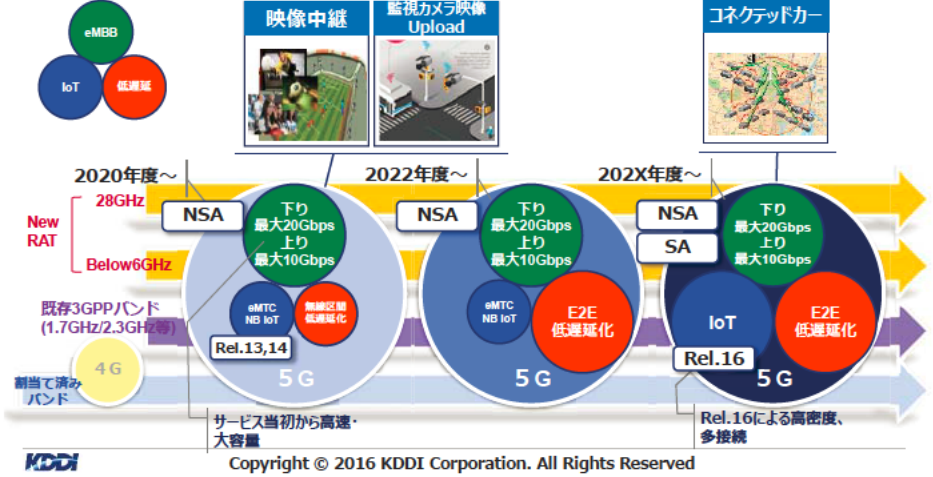 eMBB
IoT
低遅延
映像中継
監視カメラ映像
Upload
コネクテッドカー
2020年度～
2022年度～
202X年度～
New
RAT
28GHz
Below6GHz
既存3GPPバンド
(1.7GHz/2.3GHz等)
4G
割当て済み
バンド
NSA
下り
最大20Gbps
上り
最大10Gbps
eMTC
NB IoT
無線区間
低遅延化
Rel.13,14
5G
NSA
下り
最大20Gbps
上り
最大10Gbps
eMTC
NB IoT
E2E
低遅延化
5G
NSA
SA
下り
最大20Gbps
上り
最大10Gbps
IoT
E2E
低遅延化
Rel.16
5G
サービス当初から高速・
大容量
Rel.16による高密度、
多接続
KDDI
Copyright © 2016 KDDI Corporation. All Rights Reserved